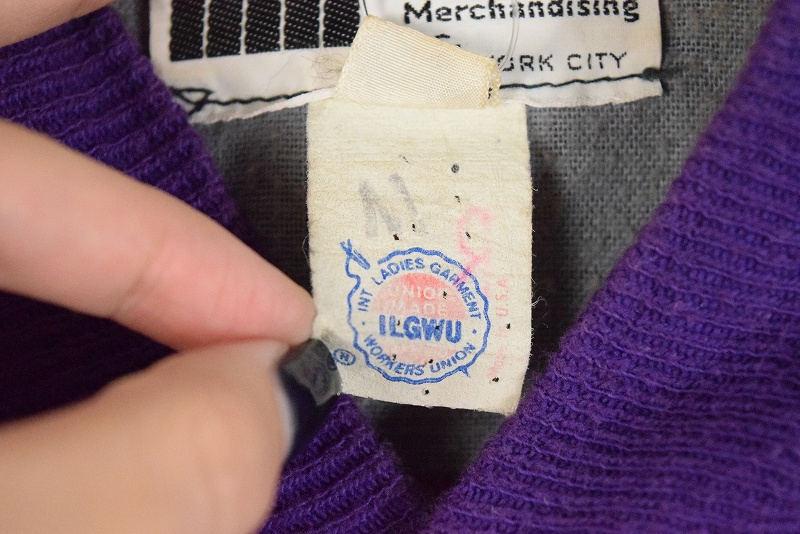 Merchandising
YORK CITY
INT LADIES GARMENT
UNION
MADE
ILGWU
WORKERS UNION
®